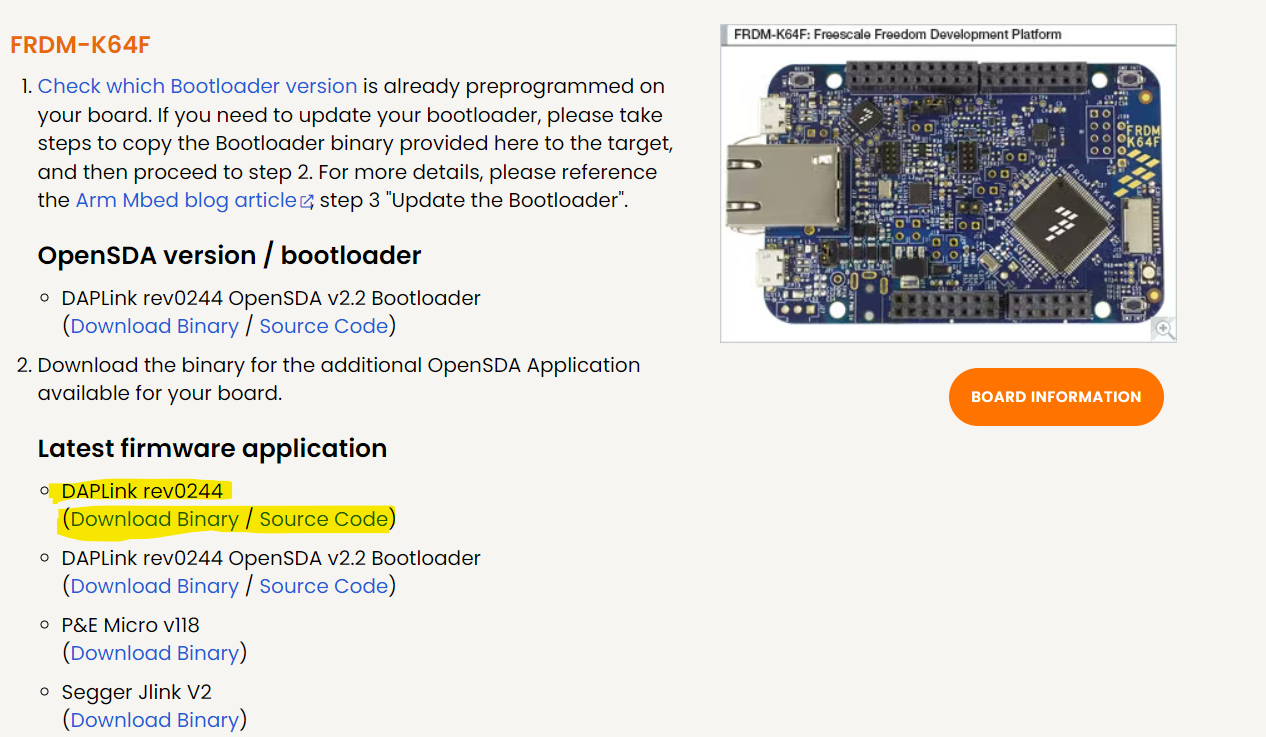 FRDM-K64F
1. Check which Bootloader version is already preprogrammed on
your board. If you need to update your bootloader, please take
steps to copy the Bootloader binary provided here to the target,
and then proceed to step 2. For more details, please reference
the Arm Mbed blog article, step 3 "Update the Bootloader".
OpenSDA version / bootloader
DAPLink rev0244 OpenSDA v2.2 Bootloader
(Download Binary / Source Code)
2. Download the binary for the additional OpenSDA Application
available for your board.
Latest firmware application
DAPLink rev0244
(Download Binary / Source Code)
DAPLink rev0244 OpenSDA v2.2 Bootloader
(Download Binary / Source Code)
P&E Micro v118
(Download Binary)
Segger Jlink V2
(Download Binary)
FRDM-K64F: Freescale Freedom Development Platform
RESET
FRDM
K64F
FRDM-K64F
BOARD INFORMATION